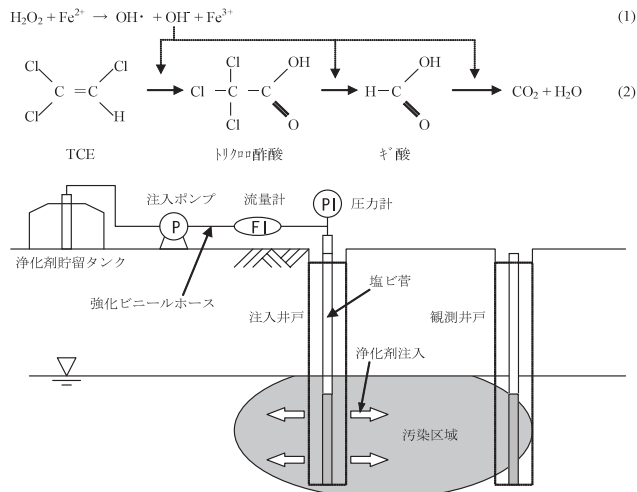 H₂O₂ + Fe²⁺ → OH· + OH⁻ + Fe³⁺ (1)
Cl Cl Cl OH OH
C = C Cl - C - C H - C CO₂ + H₂O (2)
Cl H Cl O O
TCE ﾄﾘｸﾛﾛ酢酸 ｷﾞ酸
注入ポンプ 流量計 PI 圧力計
P FI
浄化剤貯留タンク
強化ビニールホース
塩ビ菅
注入井戸 観測井戸
浄化剤注入
汚染区域